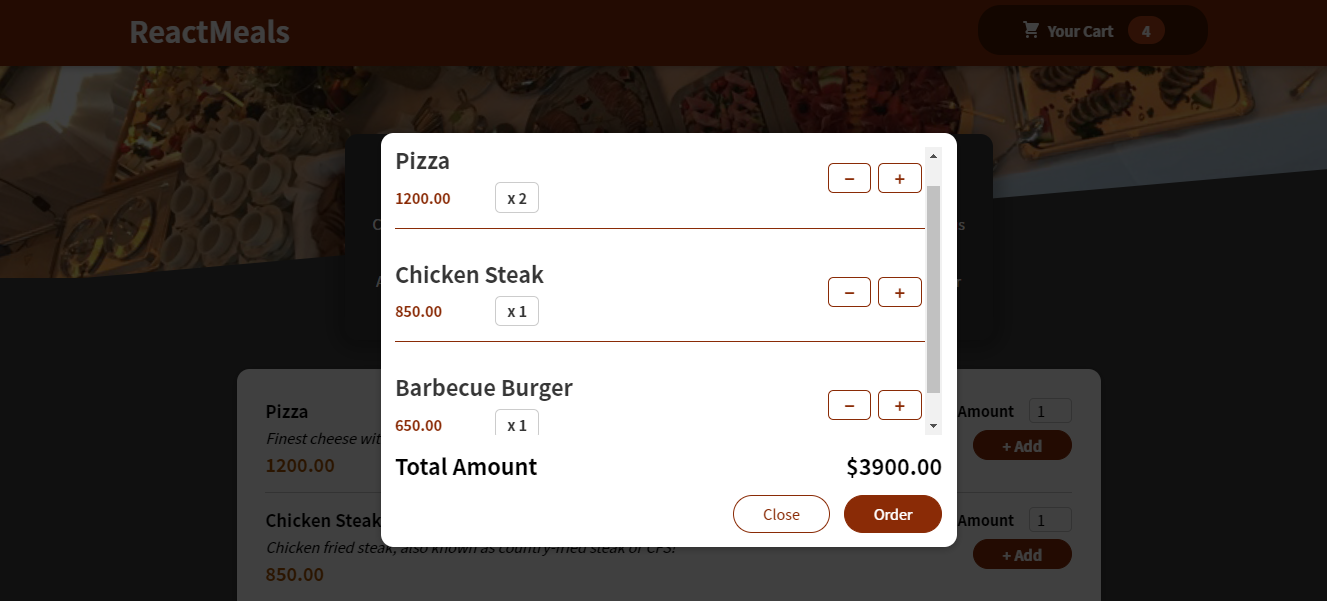 ReactMeals
Your Cart 4
Pizza
1200.00 x 2
− +
Chicken Steak
850.00 x 1
− +
Barbecue Burger
650.00 x 1
− +
Total Amount $3900.00
Close Order
Pizza
Finest cheese
1200.00
Amount 1
+ Add
Chicken Steak
Chicken fried steak, also known as country-fried steak or CFS!
850.00
Amount 1
+ Add